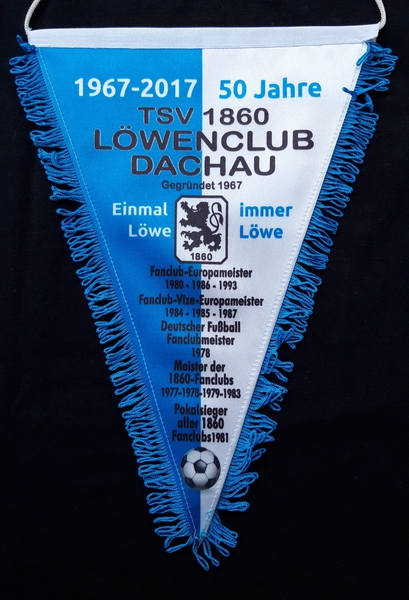 1967-2017 50 Jahre
TSV 1860
LÖWENCLUB
DACHAU
Gegründet 1967
Einmal immer
Löwe Löwe
1860
Fanclub-Europameister
1980 - 1986 - 1993
Fanclub-Vize-Europameister
1984 - 1985 - 1987
Deutscher Fußball
Fanclubmeister
1978
Meister der
1860-Fanclubs
1977-1978-1979-1983
Pokalsieger
aller 1860
Fanclubs1981